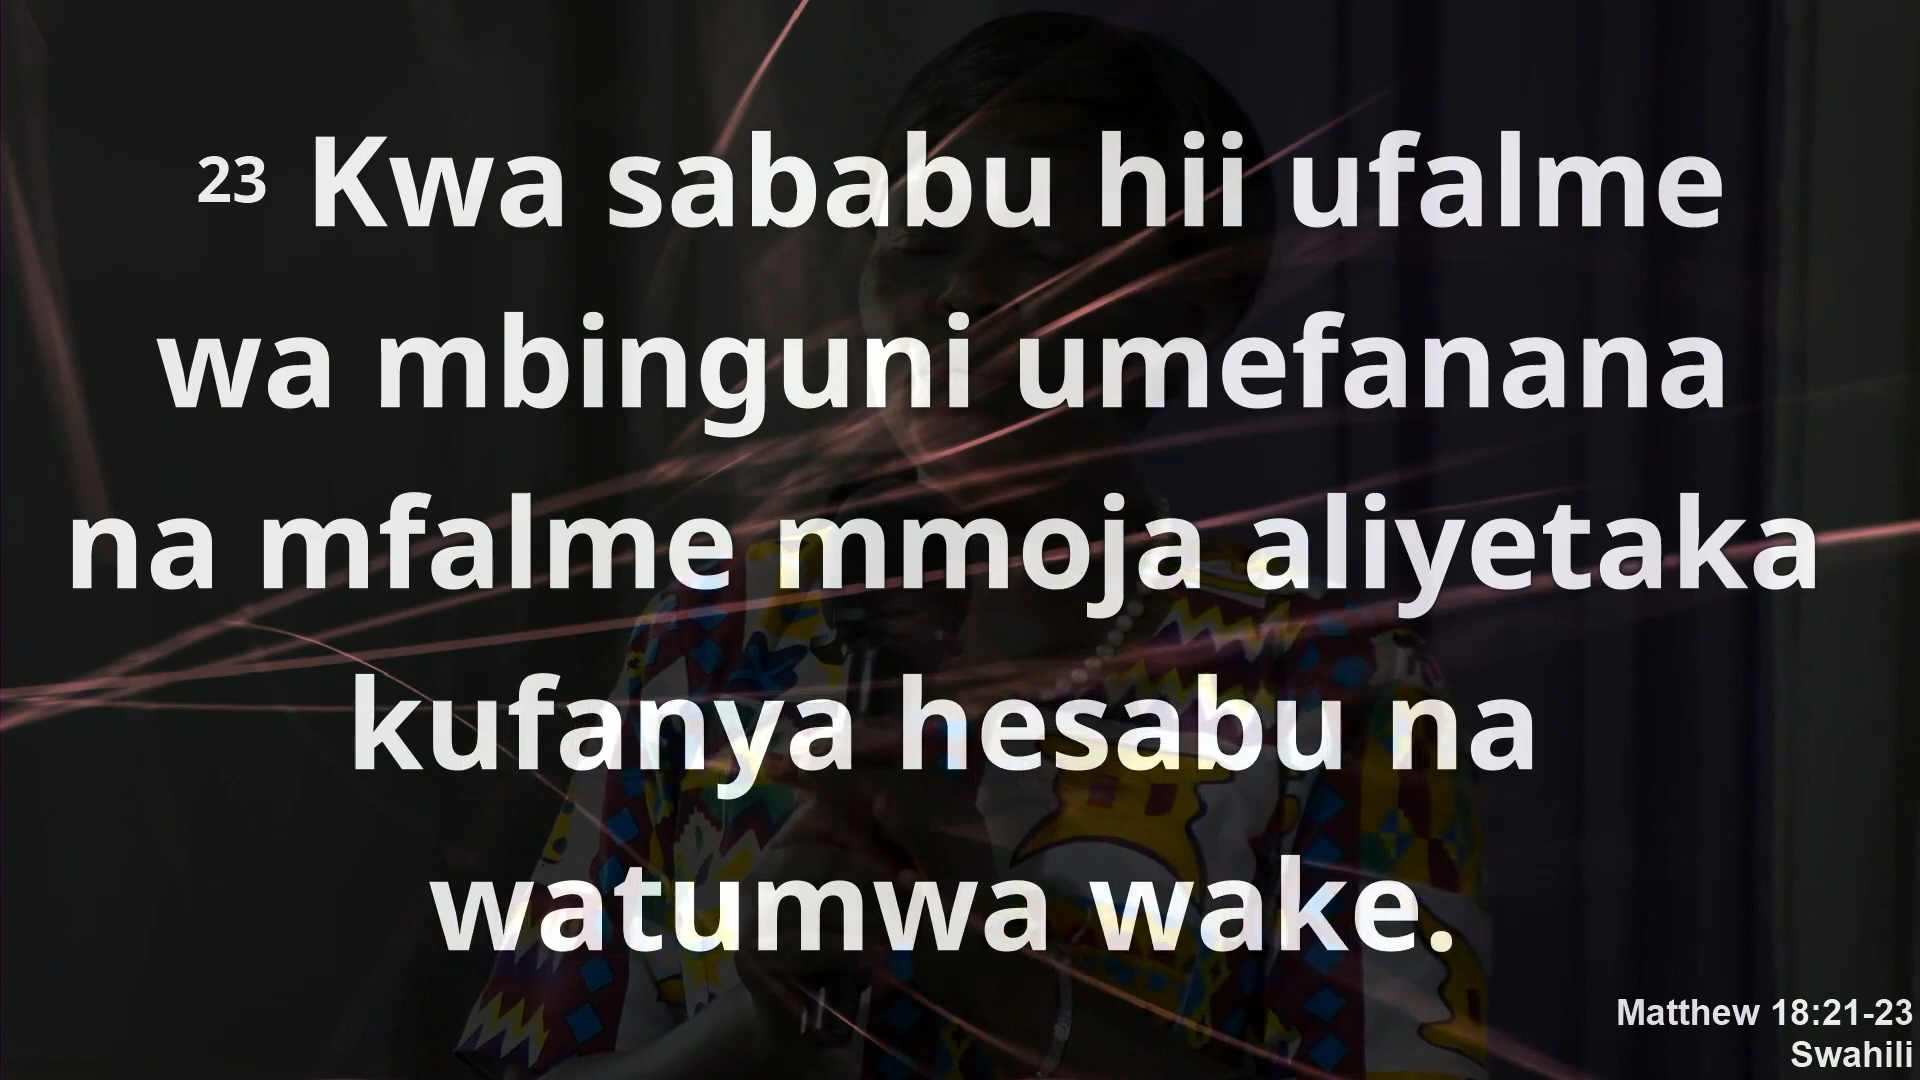 23 Kwa sababu hii ufalme
wa mbinguni umefanana
na mfalme mmoja aliyetaka
kufanya hesabu na
watumwa wake.
Matthew 18:21-23
Swahili